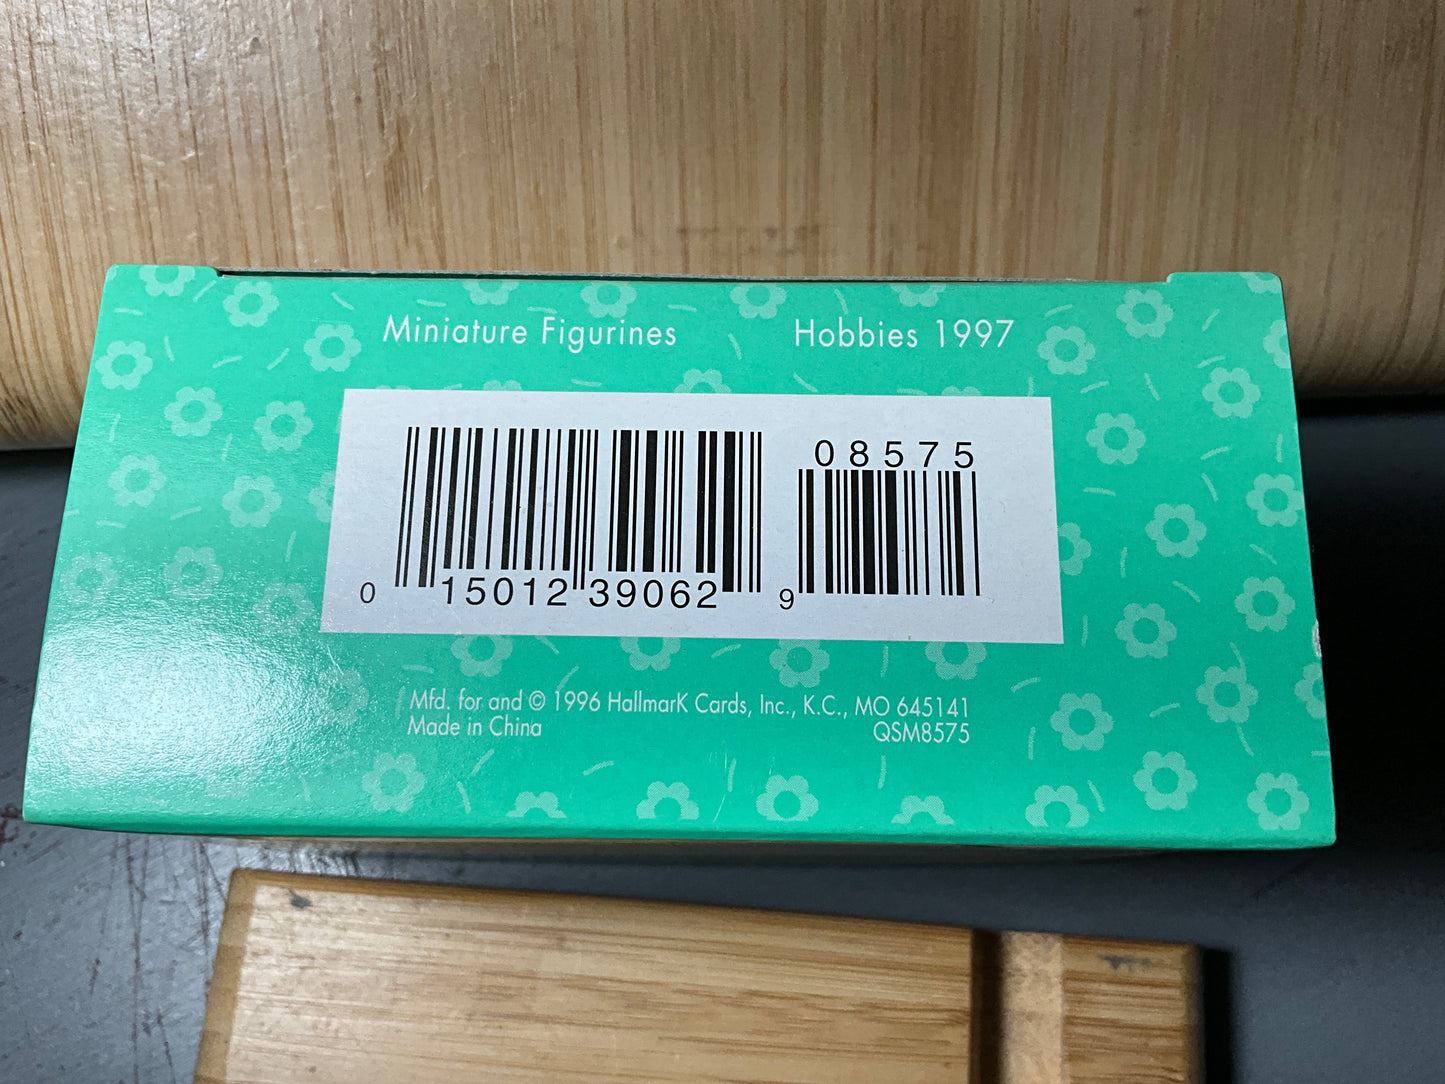 Miniature Figurines Hobbies 1997
08575
0 15012 39062 9
Mfd. for and © 1996 HallmarK Cards, Inc., K.C., MO 645141
Made in China QSM8575